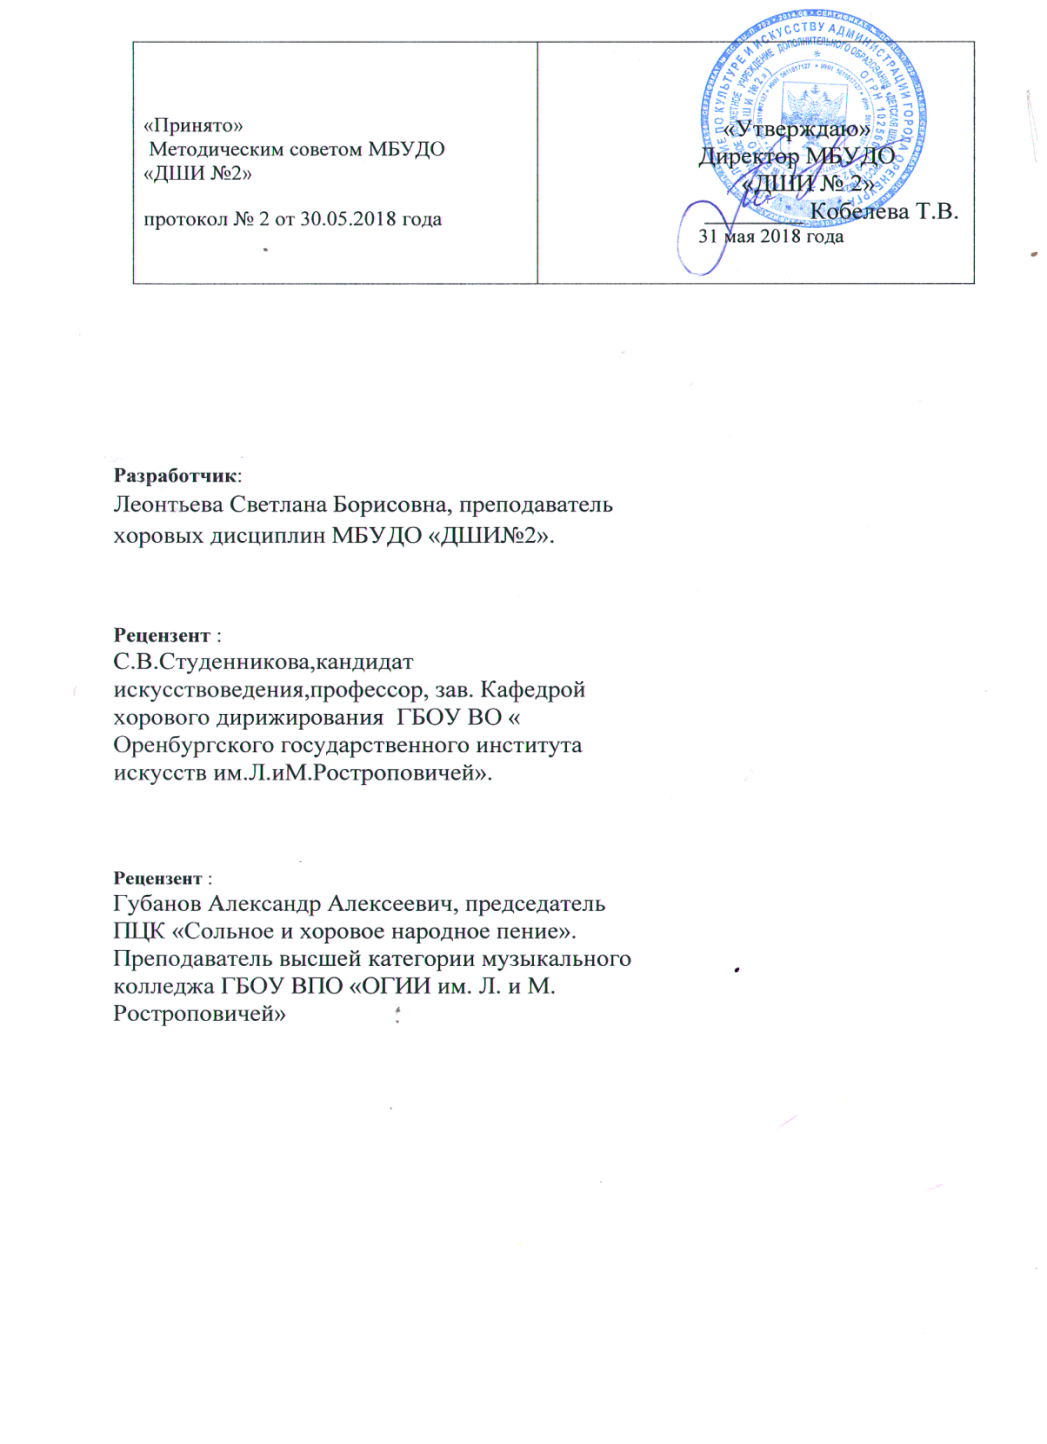 «Принято»
Методическим советом МБУДО
«ДШИ №2»
протокол № 2 от 30.05.2018 года
«Утверждаю»
Директор МБУДО
«ДШИ № 2»
Кобелева Т.В.
31 мая 2018 года
Разработчик:
Леонтьева Светлана Борисовна, преподаватель
хоровых дисциплин МБУДО «ДШИ№2».
Рецензент :
С.В.Студенникова,кандидат
искусствоведения,профессор, зав. Кафедрой
хорового дирижирования  ГБОУ ВО «
Оренбургского государственного института
искусств им.Л.иМ.Ростроповичей».
Рецензент :
Губанов Александр Алексеевич, председатель
ПЦК «Сольное и хоровое народное пение».
Преподаватель высшей категории музыкального
колледжа ГБОУ ВПО «ОГИИ им. Л. и М.
Ростроповичей»